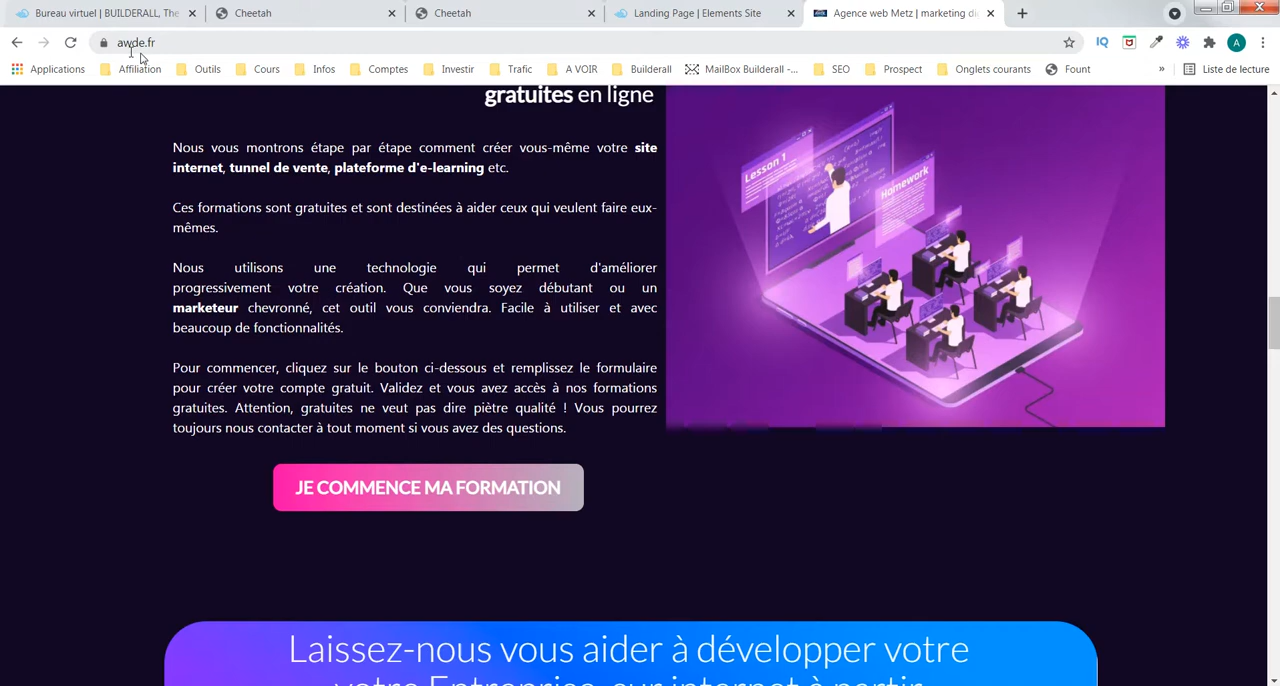 Bureau virtuel | BUILDERALL, The
Cheetah
Cheetah
Landing Page | Elements Site
Agence web Metz | marketing di
awde.fr
A
Applications
Affiliation
Outils
Cours
Infos
Comptes
Investir
Trafic
A VOIR
Builderall
MailBox Builderall -...
SEO
Prospect
Onglets courants
Fount
»
Liste de lecture
gratuites en ligne
Nous vous montrons étape par étape comment créer vous-même votre site
internet, tunnel de vente, plateforme d'e-learning etc.
Ces formations sont gratuites et sont destinées à aider ceux qui veulent faire eux-
mêmes.
Nous utilisons une technologie qui permet d'améliorer
progressivement votre création. Que vous soyez débutant ou un
marketeur chevronné, cet outil vous conviendra. Facile à utiliser et avec
beaucoup de fonctionnalités.
Pour commencer, cliquez sur le bouton ci-dessous et remplissez le formulaire
pour créer votre compte gratuit. Validez et vous avez accès à nos formations
gratuites. Attention, gratuites ne veut pas dire piètre qualité ! Vous pourrez
toujours nous contacter à tout moment si vous avez des questions.
JE COMMENCE MA FORMATION
Lesson 1
Homework
Laissez-nous vous aider à développer votre
votre Entreprise, sur internet à partir